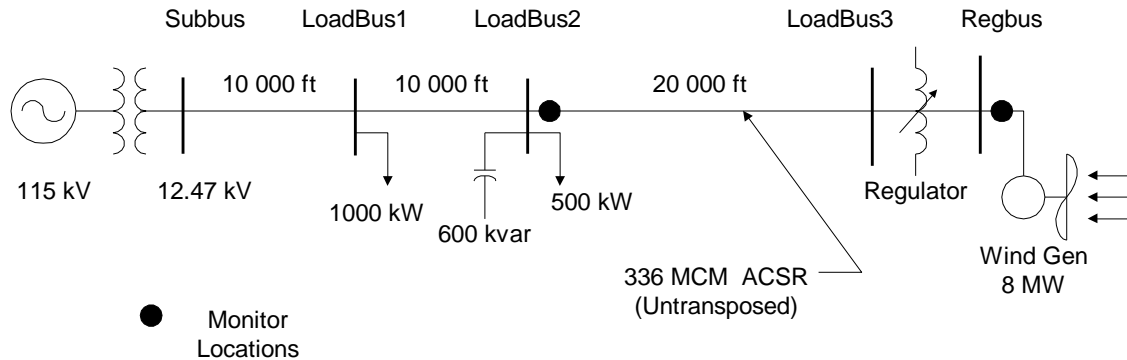 Subbus
LoadBus1
LoadBus2
LoadBus3
Regbus
10 000 ft
10 000 ft
20 000 ft
115 kV
12.47 kV
1000 kW
600 kvar
500 kW
Regulator
336 MCM ACSR
(Untransposed)
Wind Gen
8 MW
Monitor
Locations